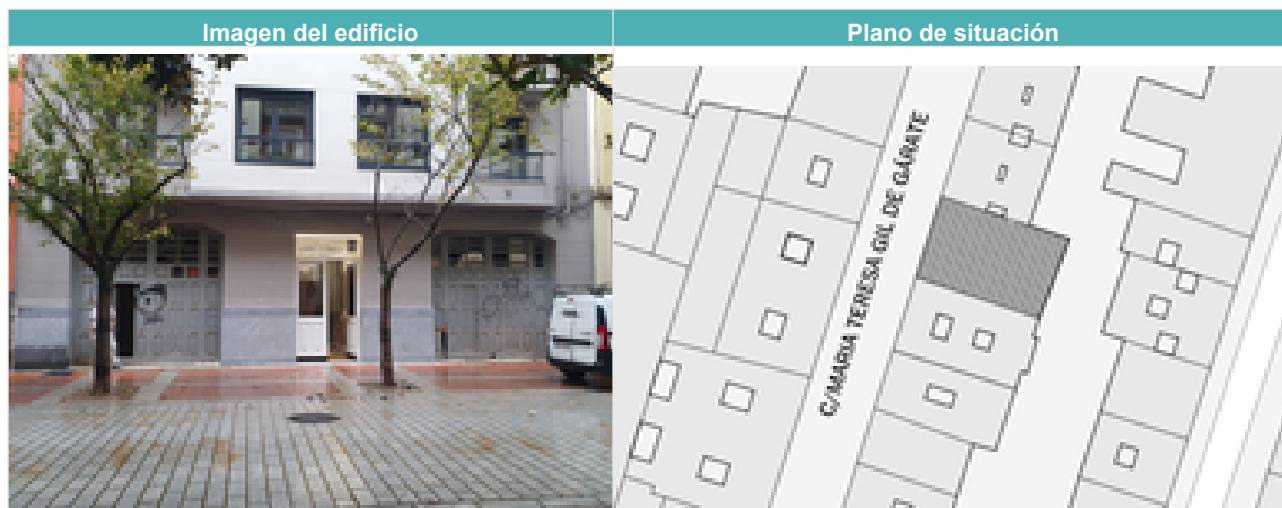 Imagen del edificio
Plano de situación
C/MARIA TERESA GIL DE GÁRATE